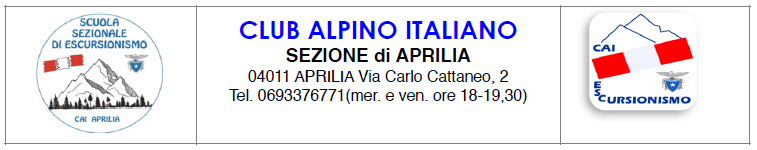 SCUOLA
SEZIONALE
DI ESCURSIONISMO
CAI APRILIA
CLUB ALPINO ITALIANO
SEZIONE di APRILIA
04011 APRILIA Via Carlo Cattaneo, 2
Tel. 0693376771(mer. e ven. ore 18-19,30)
CAI
ESCURSIONISMO